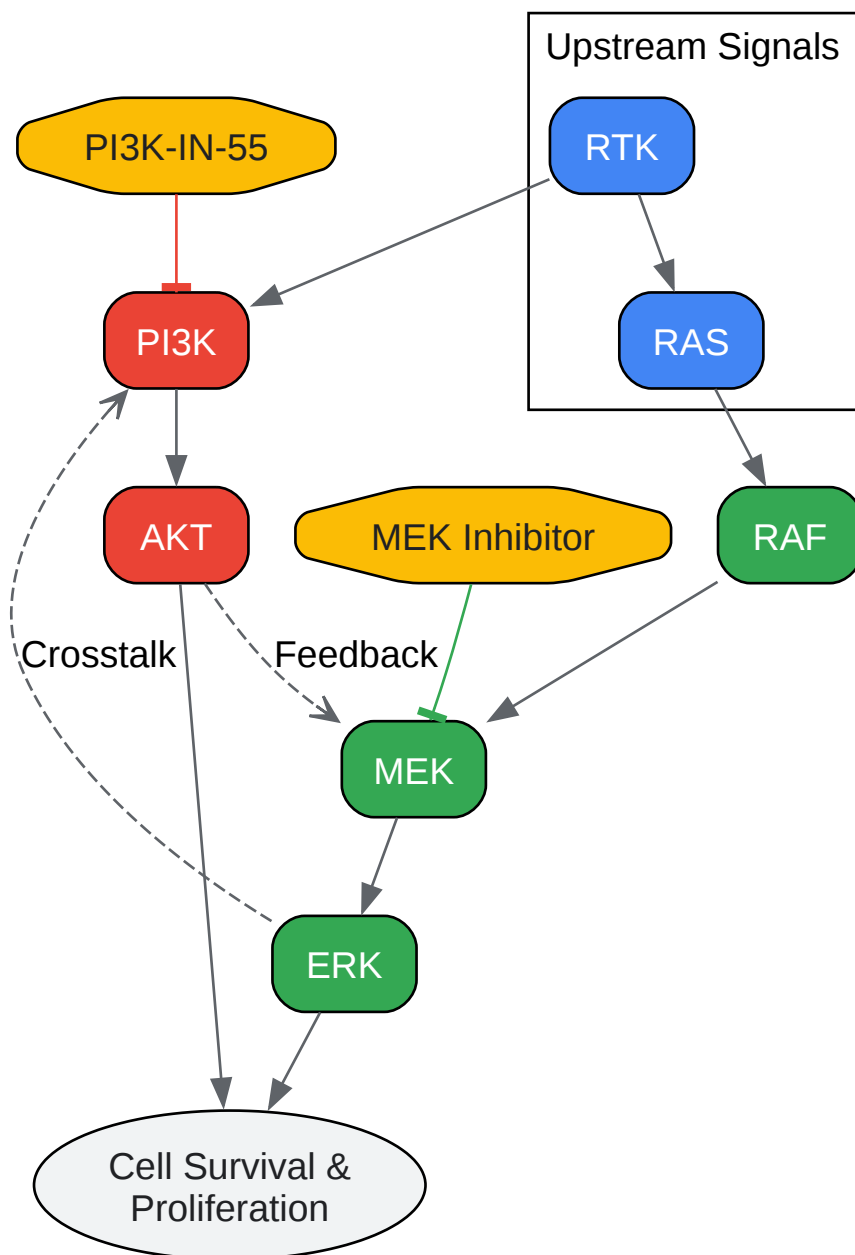 Upstream Signals
PI3K-IN-55
RTK
PI3K
RAS
AKT
MEK Inhibitor
RAF
Crosstalk
Feedback
MEK
ERK
Cell Survival &
Proliferation